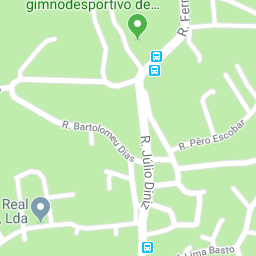 gimnodesportivo de...
R. Fer
R. Bartolomeu Dias
R. Júlio Diniz
R. Pêro Escobar
Real
Lda
Lima Basto